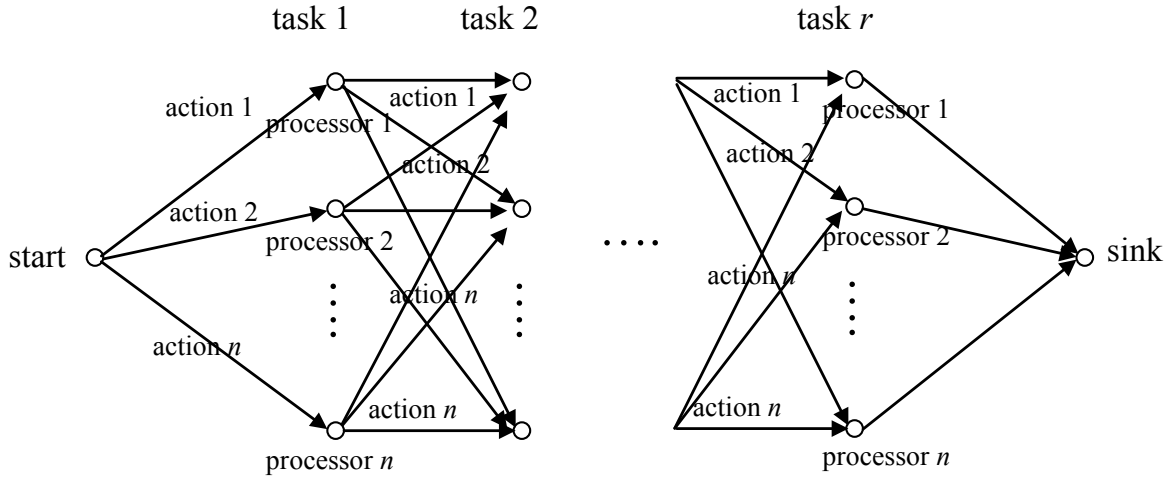 task 1
task 2
task r
action 1
action 1
action 1
processor 1
processor 1
action 2
action 2
action 2
processor 2
processor 2
start
. . . .
sink
action n
action n
action n
action n
action n
processor n
processor n